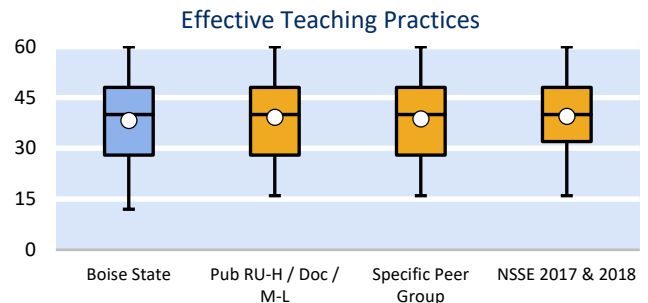 Effective Teaching Practices
60
45
30
15
0
Boise State
Pub RU-H / Doc /
M-L
Specific Peer
Group
NSSE 2017 & 2018